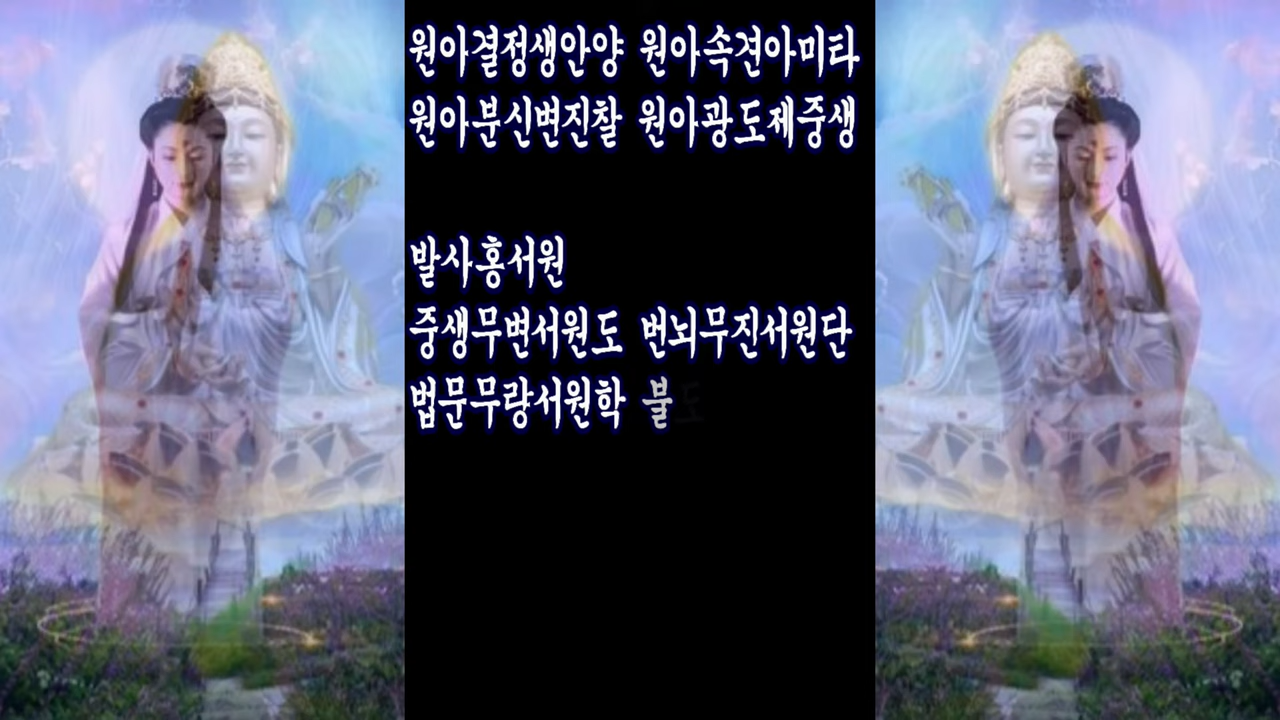 원아결정생안양 원아속견아미타
원아분신변진찰 원아광도제중생
발사홍서원
중생무변서원도 번뇌무진서원단
법문무량서원학 불도